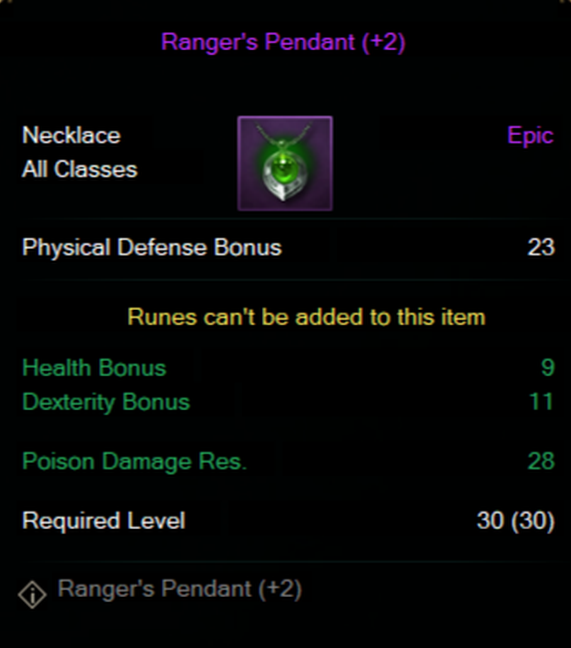 Ranger's Pendant (+2)
Necklace
Epic
All Classes
Physical Defense Bonus 23
Runes can't be added to this item
Health Bonus 9
Dexterity Bonus 11
Poison Damage Res. 28
Required Level 30 (30)
Ranger's Pendant (+2)